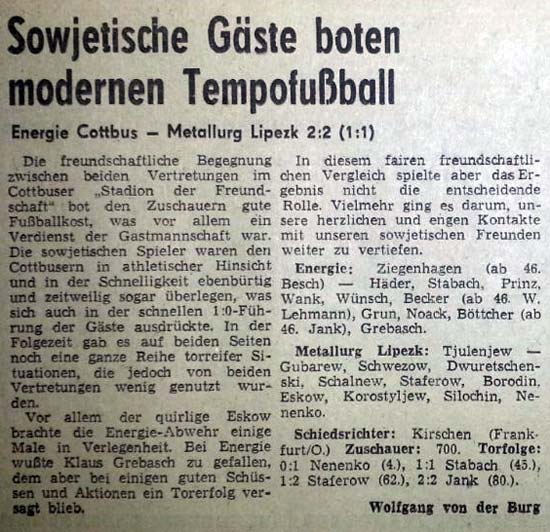 Sowjetische Gäste boten
modernen Tempofußball
Energie Cottbus — Metallurg Lipezk 2:2 (1:1)
Die freundschaftliche Begegnung
zwischen beiden Vertretungen im
Cottbuser „Stadion der Freund-
schaft" bot den Zuschauern gute
Fußballkost, was vor allem ein
Verdienst der Gastmannschaft war.
Die sowjetischen Spieler waren den
Cottbusern in athletischer Hinsicht
und in der Schnelligkeit ebenbürtig
und zeitweilig sogar überlegen, was
sich auch in der schnellen 1:0-Füh-
rung der Gäste ausdrückte. In der
Folgezeit gab es auf beiden Seiten
noch eine ganze Reihe torreifer Si-
tuationen, die jedoch von beiden
Vertretungen wenig genutzt wur-
den.
Vor allem der quirlige Eskow
brachte die Energie-Abwehr einige
Male in Verlegenheit. Bei Energie
wußte Klaus Grebasch zu gefallen,
dem aber bei einigen guten Schüs-
sen und Aktionen ein Torerfolg ver-
sagt blieb.
In diesem fairen freundschaftli-
chen Vergleich spielte aber das Er-
gebnis nicht die entscheidende
Rolle. Vielmehr ging es darum, un-
sere herzlichen und engen Kontakte
mit unseren sowjetischen Freunden
weiter zu vertiefen.
Energie: Ziegenhagen (ab 46.
Besch) — Häder, Stabach, Prinz,
Wank, Wünsch, Becker (ab 46. W.
Lehmann), Grun, Noack, Böttcher (ab
46. Jank), Grebasch.
Metallurg Lipezk: Tjulenjew —
Gubarew, Schwezow, Dwuretschen-
ski, Schalnew, Staferow, Borodin,
Eskow, Korostyljew, Silochin, Ne-
nenko.
Schiedsrichter: Kirschen (Frank-
furt/O.) Zuschauer: 700. Torfolge:
0:1 Nenenko (4.), 1:1 Stabach (43.),
1:2 Staferow (62.), 2:2 Jank (80.).
Wolfgang von der Burg